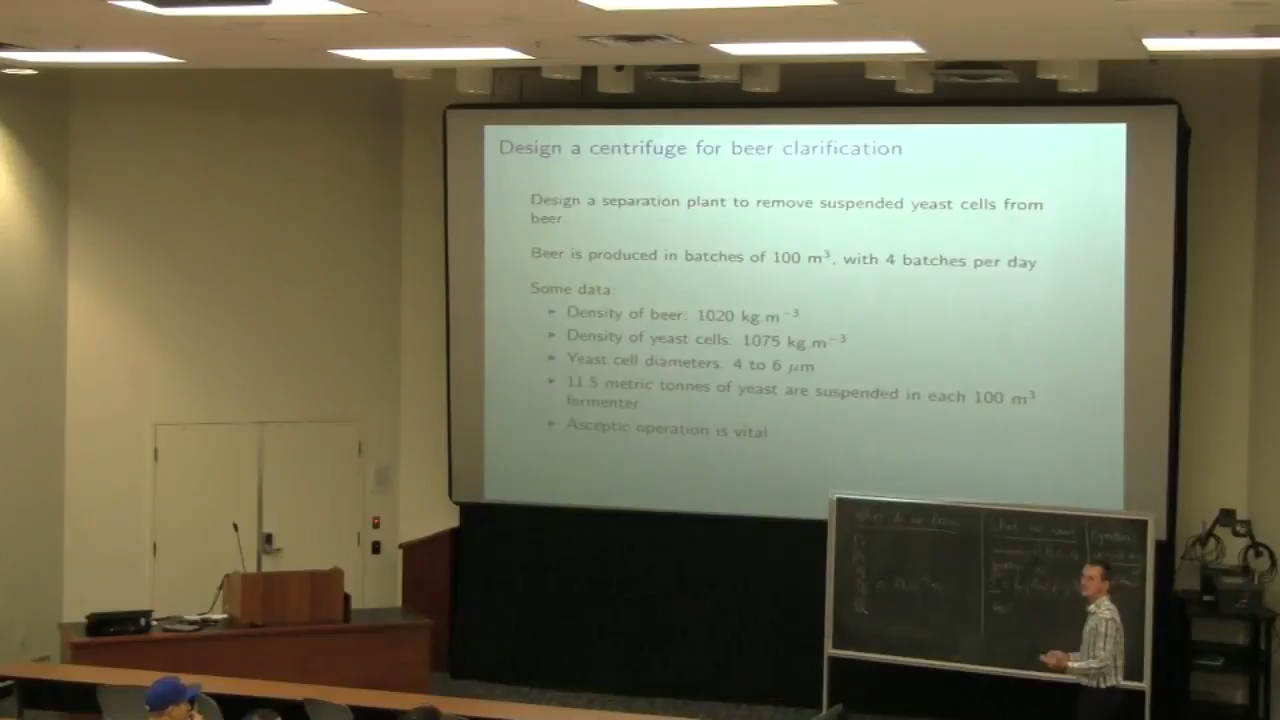 Design a centrifuge for beer clarification
Design a separation plant to remove suspended yeast cells from
beer.
Beer is produced in batches of 100 m³, with 4 batches per day
Some data:
Density of beer: 1020 kg.m⁻³
Density of yeast cells: 1075 kg.m⁻³
Yeast cell diameters: 4 to 6 μm
11.5 metric tonnes of yeast are suspended in each 100 m³
fermenter
Asceptic operation is vital